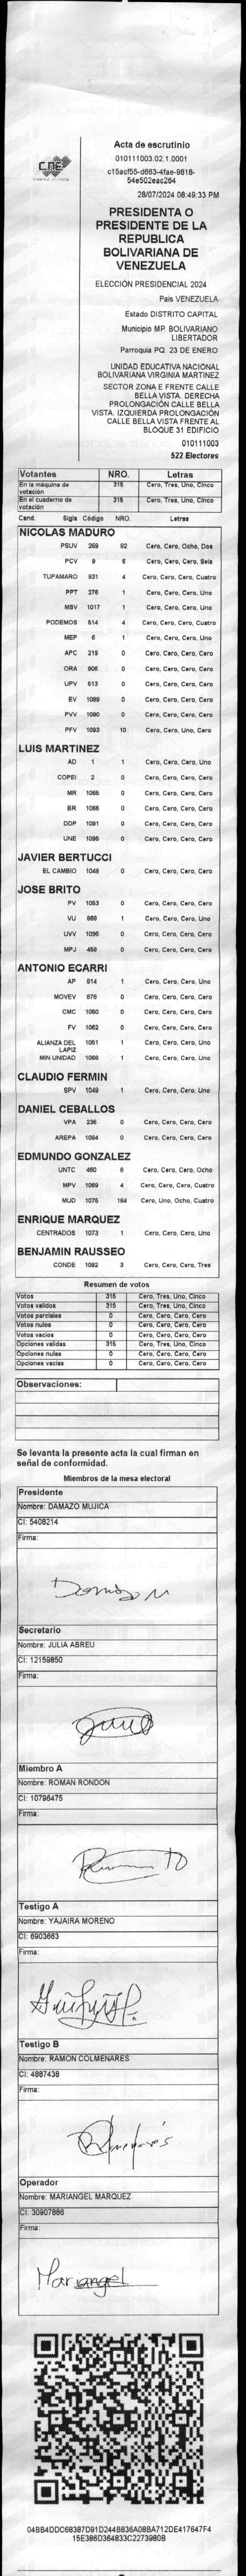 CNE
Acta de escrutinio
010111003.02.1.0001
c15acf55-d663-4fae-9818-
54e502eac264
28/07/2024 08:49:33 PM
PRESIDENTA O
PRESIDENTE DE LA
REPUBLICA
BOLIVARIANA DE
VENEZUELA
ELECCIÓN PRESIDENCIAL 2024
Pais VENEZUELA
Estado DISTRITO CAPITAL
Municipio MP. BOLIVARIANO
LIBERTADOR
Parroquia PQ. 23 DE ENERO
UNIDAD EDUCATIVA NACIONAL
BOLIVARIANA VIRGINIA MARTINEZ
SECTOR ZONA E FRENTE CALLE
BELLA VISTA. DERECHA
PROLONGACIÓN CALLE BELLA
VISTA. IZQUIERDA PROLONGACIÓN
CALLE BELLA VISTA FRENTE AL
BLOQUE 31 EDIFICIO
010111003
522 Electores
Votantes NRO. Letras
En la máquina de votación 315 Cero, Tres, Uno, Cinco
En el cuaderno de votación 315 Cero, Tres, Uno, Cinco
Cand. Sigla Código NRO. Letras
NICOLAS MADURO
PSUV 269 82 Cero, Cero, Ocho, Dos
PCV 9 6 Cero, Cero, Cero, Seis
TUPAMARO 931 4 Cero, Cero, Cero, Cuatro
PPT 276 1 Cero, Cero, Cero, Uno
MSV 1017 1 Cero, Cero, Cero, Uno
PODEMOS 514 4 Cero, Cero, Cero, Cuatro
MEP 6 1 Cero, Cero, Cero, Uno
APC 219 0 Cero, Cero, Cero, Cero
ORA 906 0 Cero, Cero, Cero, Cero
UPV 513 0 Cero, Cero, Cero, Cero
EV 1089 0 Cero, Cero, Cero, Cero
PVV 1090 0 Cero, Cero, Cero, Cero
PFV 1093 10 Cero, Cero, Uno, Cero
LUIS MARTINEZ
AD 1 1 Cero, Cero, Cero, Uno
COPEI 2 0 Cero, Cero, Cero, Cero
MR 1065 0 Cero, Cero, Cero, Cero
BR 1066 0 Cero, Cero, Cero, Cero
DDP 1091 0 Cero, Cero, Cero, Cero
UNE 1095 0 Cero, Cero, Cero, Cero
JAVIER BERTUCCI
EL CAMBIO 1048 0 Cero, Cero, Cero, Cero
JOSE BRITO
PV 1053 0 Cero, Cero, Cero, Cero
VU 868 1 Cero, Cero, Cero, Uno
UVV 1096 0 Cero, Cero, Cero, Cero
MPJ 458 0 Cero, Cero, Cero, Cero
ANTONIO ECARRI
AP 914 1 Cero, Cero, Cero, Uno
MOVEV 878 0 Cero, Cero, Cero, Cero
CMC 1050 0 Cero, Cero, Cero, Cero
FV 1062 0 Cero, Cero, Cero, Cero
ALIANZA DEL LAPIZ 1051 1 Cero, Cero, Cero, Uno
MIN UNIDAD 1068 1 Cero, Cero, Cero, Uno
CLAUDIO FERMIN
SPV 1049 1 Cero, Cero, Cero, Uno
DANIEL CEBALLOS
VPA 236 0 Cero, Cero, Cero, Cero
AREPA 1094 0 Cero, Cero, Cero, Cero
EDMUNDO GONZALEZ
UNTC 460 8 Cero, Cero, Cero, Ocho
MPV 1069 4 Cero, Cero, Cero, Cuatro
MUD 1075 184 Cero, Uno, Ocho, Cuatro
ENRIQUE MARQUEZ
CENTRADOS 1073 1 Cero, Cero, Cero, Uno
BENJAMIN RAUSSEO
CONDE 1092 3 Cero, Cero, Cero, Tres
Resumen de votos
Votos 315 Cero, Tres, Uno, Cinco
Votos validos 315 Cero, Tres, Uno, Cinco
Votos parciales 0 Cero, Cero, Cero, Cero
Votos nulos 0 Cero, Cero, Cero, Cero
Votos vacios 0 Cero, Cero, Cero, Cero
Opciones validas 315 Cero, Tres, Uno, Cinco
Opciones nulas 0 Cero, Cero, Cero, Cero
Opciones vacias 0 Cero, Cero, Cero, Cero
Observaciones:
Se levanta la presente acta la cual firman en
señal de conformidad.
Miembros de la mesa electoral
Presidente
Nombre: DAMAZO MUJICA
CI: 5408214
Firma:
Damaso M
Secretario
Nombre: JULIA ABREU
CI: 12159850
Firma:
Miembro A
Nombre: ROMAN RONDON
CI: 10796475
Firma:
Testigo A
Nombre: YAJAIRA MORENO
CI: 6903663
Firma:
Testigo B
Nombre: RAMON COLMENARES
CI: 4887438
Firma:
Operador
Nombre: MARIANGEL MARQUEZ
CI: 30907886
Firma:
Mariangel
04BB4DDC68387D91D244B836A08BA712DE417647F4
15E386D364833C2273980B